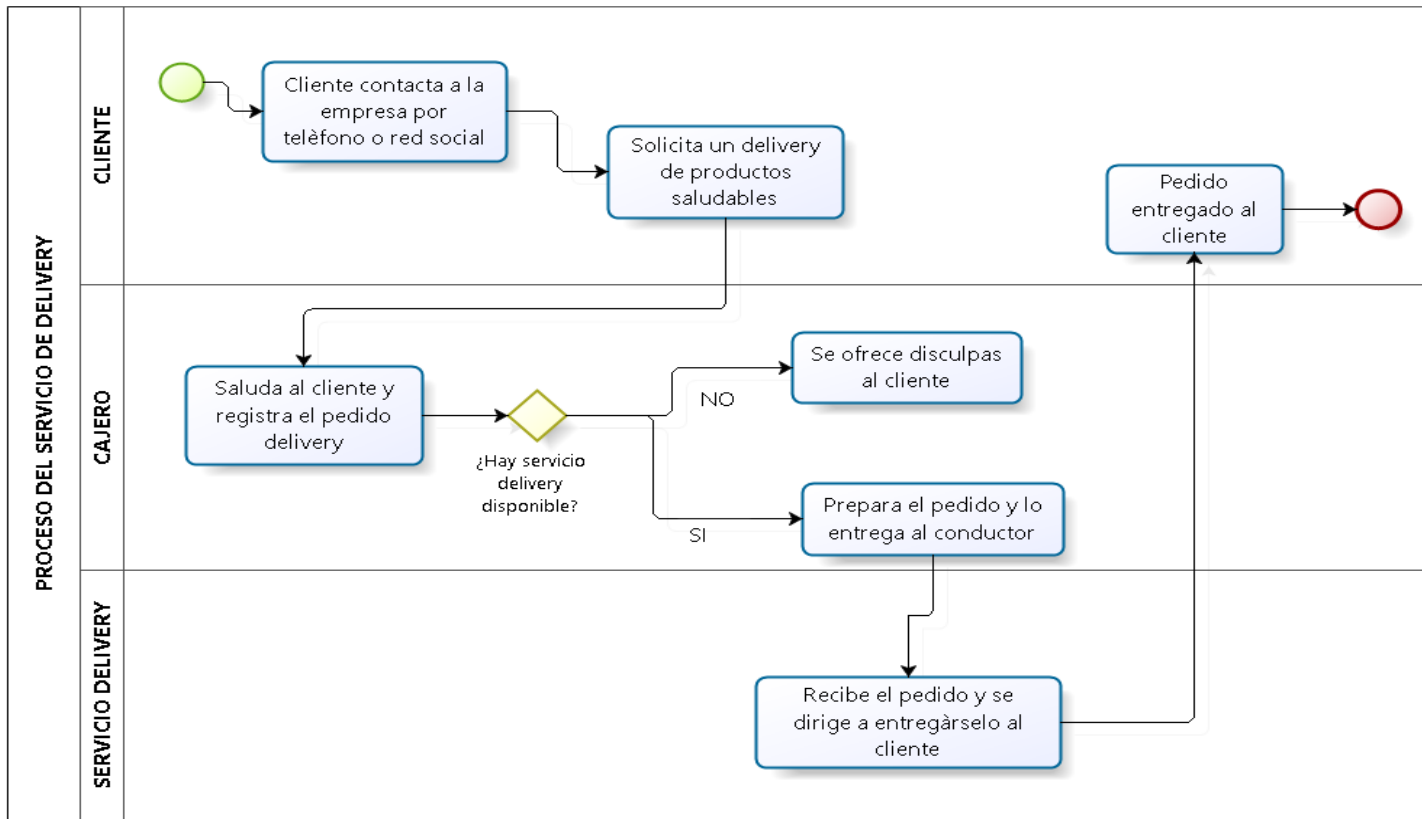 PROCESO DEL SERVICIO DE DELIVERY
CLIENTE
Cliente contacta a la
empresa por
telèfono o red social
Solicita un delivery
de productos
saludables
Pedido
entregado al
cliente
CAJERO
Saluda al cliente y
registra el pedido
delivery
¿Hay servicio
delivery
disponible?
NO
Se ofrece disculpas
al cliente
SI
Prepara el pedido y lo
entrega al conductor
SERVICIO DELIVERY
Recibe el pedido y se
dirige a entregàrselo al
cliente